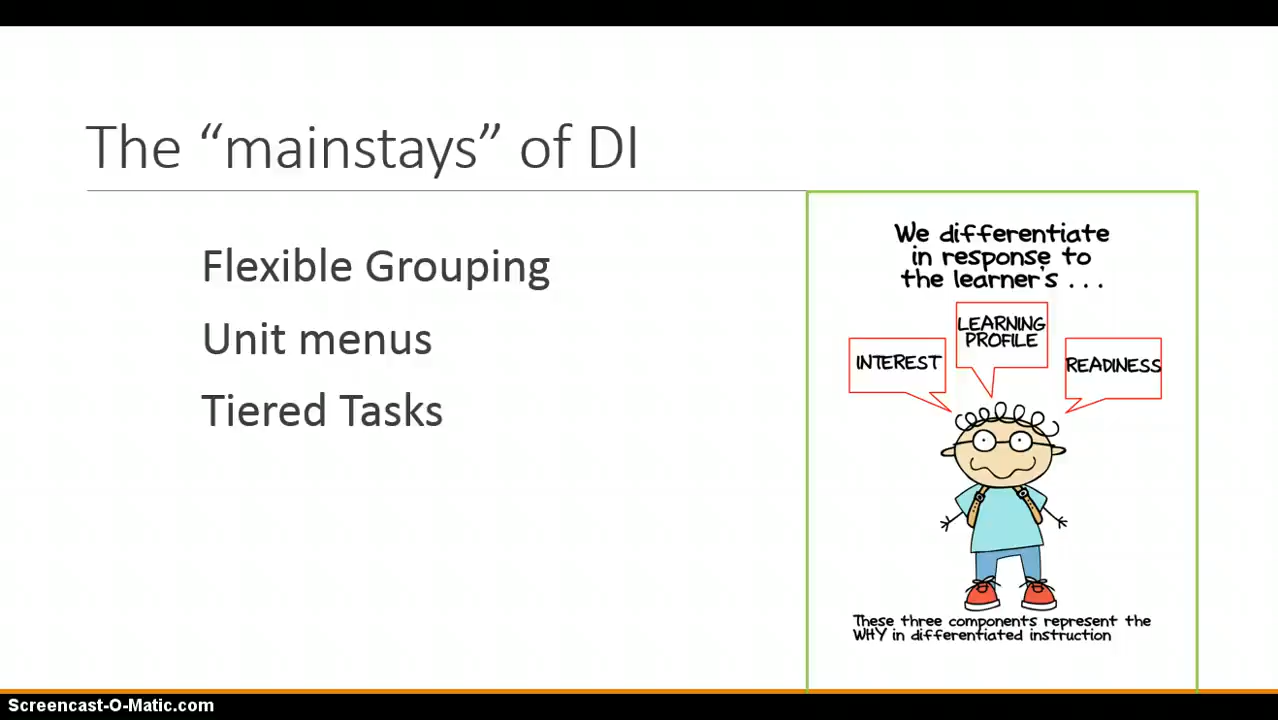 The “mainstays” of DI
Flexible Grouping
Unit menus
Tiered Tasks
We differentiate
in response to
the learner's . . .
INTEREST
LEARNING
PROFILE
READINESS
These three components represent the
WHY in differentiated instruction
Screencast-O-Matic.com